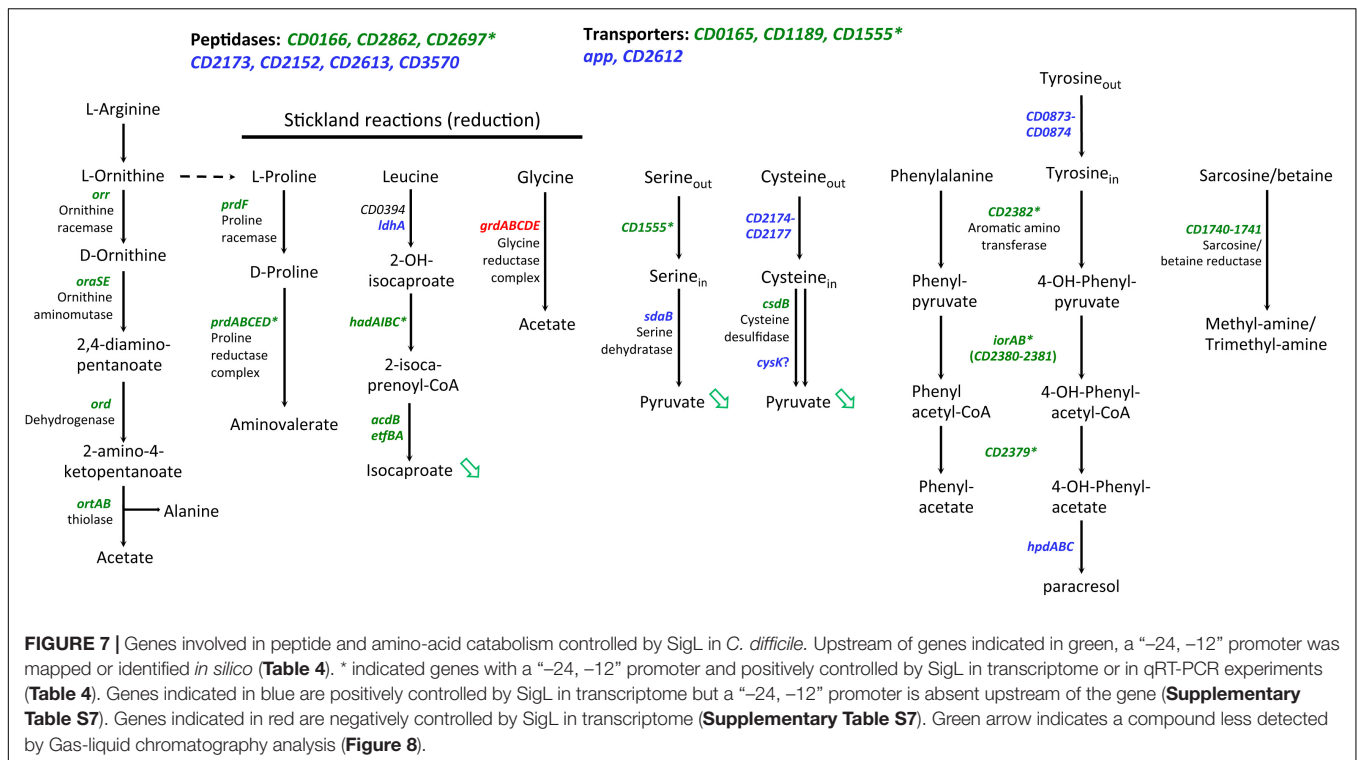 Peptidases: CD0166, CD2862, CD2697*
CD2173, CD2152, CD2613, CD3570
Transporters: CD0165, CD1189, CD1555*
app, CD2612
L-Arginine
L-Ornithine
orr
Ornithine
racemase
D-Ornithine
oraSE
Ornithine
aminomutase
2,4-diamino-
pentanoate
ord
Dehydrogenase
2-amino-4-
ketopentanoate
ortAB
thiolase
Alanine
Acetate
Stickland reactions (reduction)
L-Proline
prdF
Proline
racemase
D-Proline
prdABCED*
Proline
reductase
complex
Aminovalerate
Leucine
CD0394
ldhA
2-OH-
isocaproate
hadAIBC*
2-isoca-
prenoyl-CoA
acdB
etfBA
Isocaproate
Glycine
grdABCDE
Glycine
reductase
complex
Acetate
Serineout
CD1555*
Serinein
sdaB
Serine
dehydratase
Pyruvate
Cysteineout
CD2174-
CD2177
Cysteinein
csdB
Cysteine
desulfidase
cysK?
Pyruvate
Phenylalanine
Phenyl-
pyruvate
Phenyl
acetyl-CoA
Phenyl-
acetate
Tyrosineout
CD0873-
CD0874
Tyrosinein
CD2382*
Aromatic amino
transferase
4-OH-Phenyl-
pyruvate
iorAB*
(CD2380-2381)
4-OH-Phenyl-
acetyl-CoA
CD2379*
4-OH-Phenyl-
acetate
hpdABC
paracresol
Sarcosine/betaine
CD1740-1741
Sarcosine/
betaine reductase
Methyl-amine/
Trimethyl-amine
FIGURE 7 | Genes involved in peptide and amino-acid catabolism controlled by SigL in C. difficile. Upstream of genes indicated in green, a “–24, –12” promoter was
mapped or identified in silico (Table 4). * indicated genes with a “–24, –12” promoter and positively controlled by SigL in transcriptome or in qRT-PCR experiments
(Table 4). Genes indicated in blue are positively controlled by SigL in transcriptome but a “–24, –12” promoter is absent upstream of the gene (Supplementary
Table S7). Genes indicated in red are negatively controlled by SigL in transcriptome (Supplementary Table S7). Green arrow indicates a compound less detected
by Gas-liquid chromatography analysis (Figure 8).